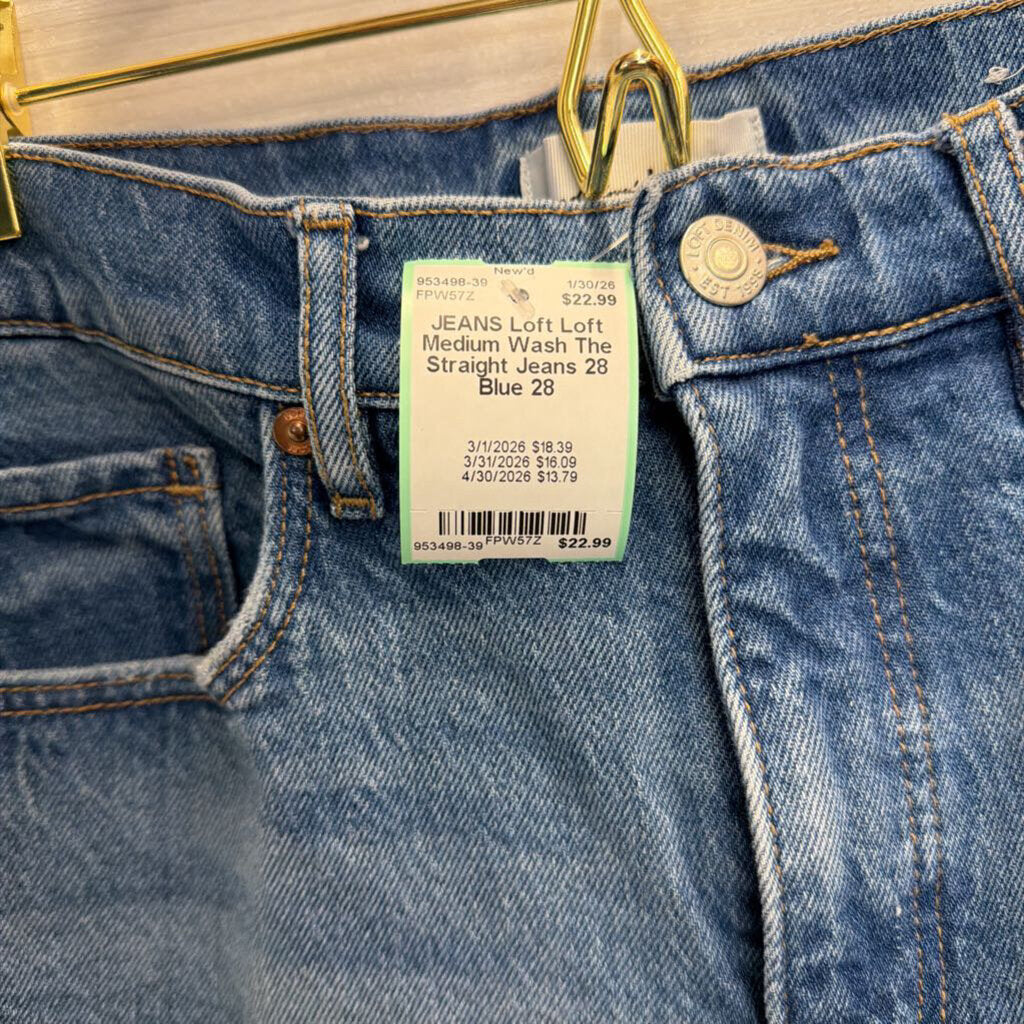 New'd
953498-39 1/30/26
FPW57Z $22.99
JEANS Loft Loft
Medium Wash The
Straight Jeans 28
Blue 28
3/1/2026 $18.39
3/31/2026 $16.09
4/30/2026 $13.79
953498-39 FPW57Z $22.99
LOFT DENIM
EST 1996